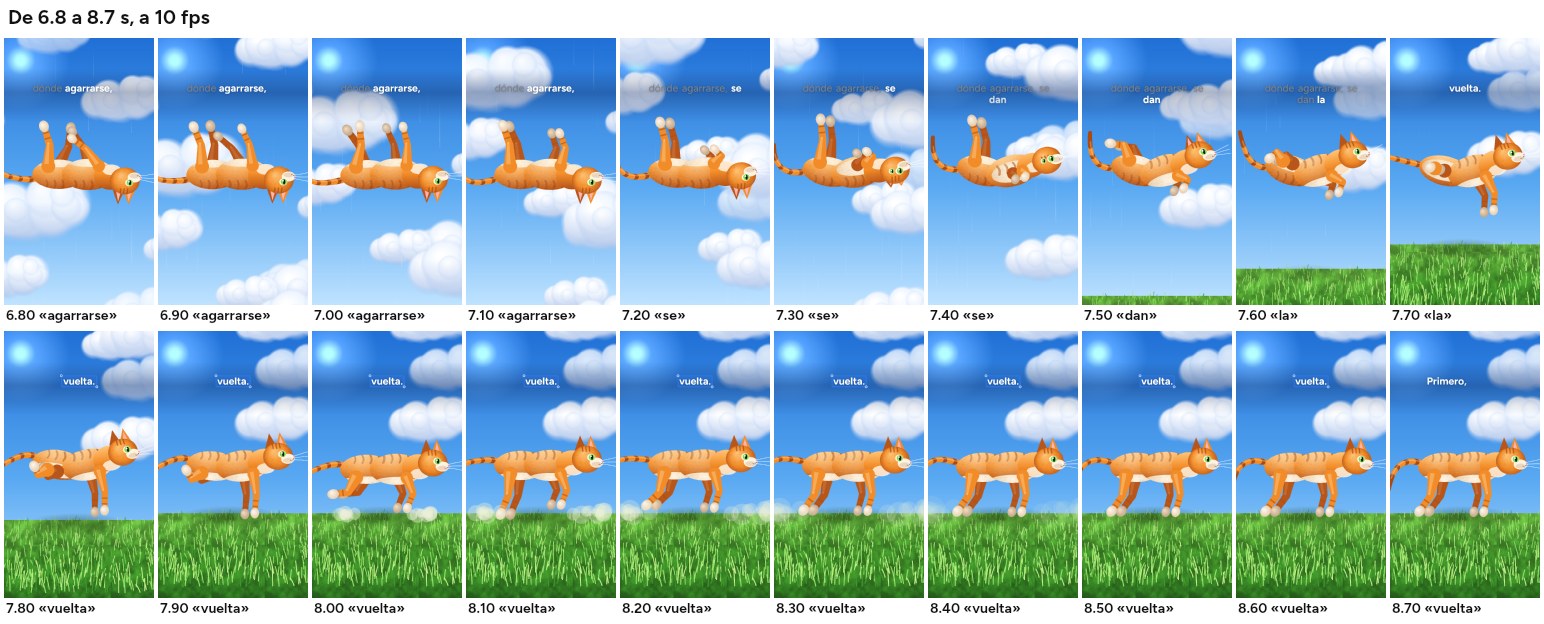 De 6.8 a 8.7 s, a 10 fps
dónde agarrarse,
dónde agarrarse,
dónde agarrarse,
dónde agarrarse,
dónde agarrarse, se
dónde agarrarse, se
dónde agarrarse, se
dan
dónde agarrarse, se
dan
dónde agarrarse, se
dan la
vuelta.
6.80 «agarrarse»
6.90 «agarrarse»
7.00 «agarrarse»
7.10 «agarrarse»
7.20 «se»
7.30 «se»
7.40 «se»
7.50 «dan»
7.60 «la»
7.70 «la»
vuelta.
vuelta.
vuelta.
vuelta.
vuelta.
vuelta.
vuelta.
vuelta.
vuelta.
Primero,
7.80 «vuelta»
7.90 «vuelta»
8.00 «vuelta»
8.10 «vuelta»
8.20 «vuelta»
8.30 «vuelta»
8.40 «vuelta»
8.50 «vuelta»
8.60 «vuelta»
8.70 «vuelta»